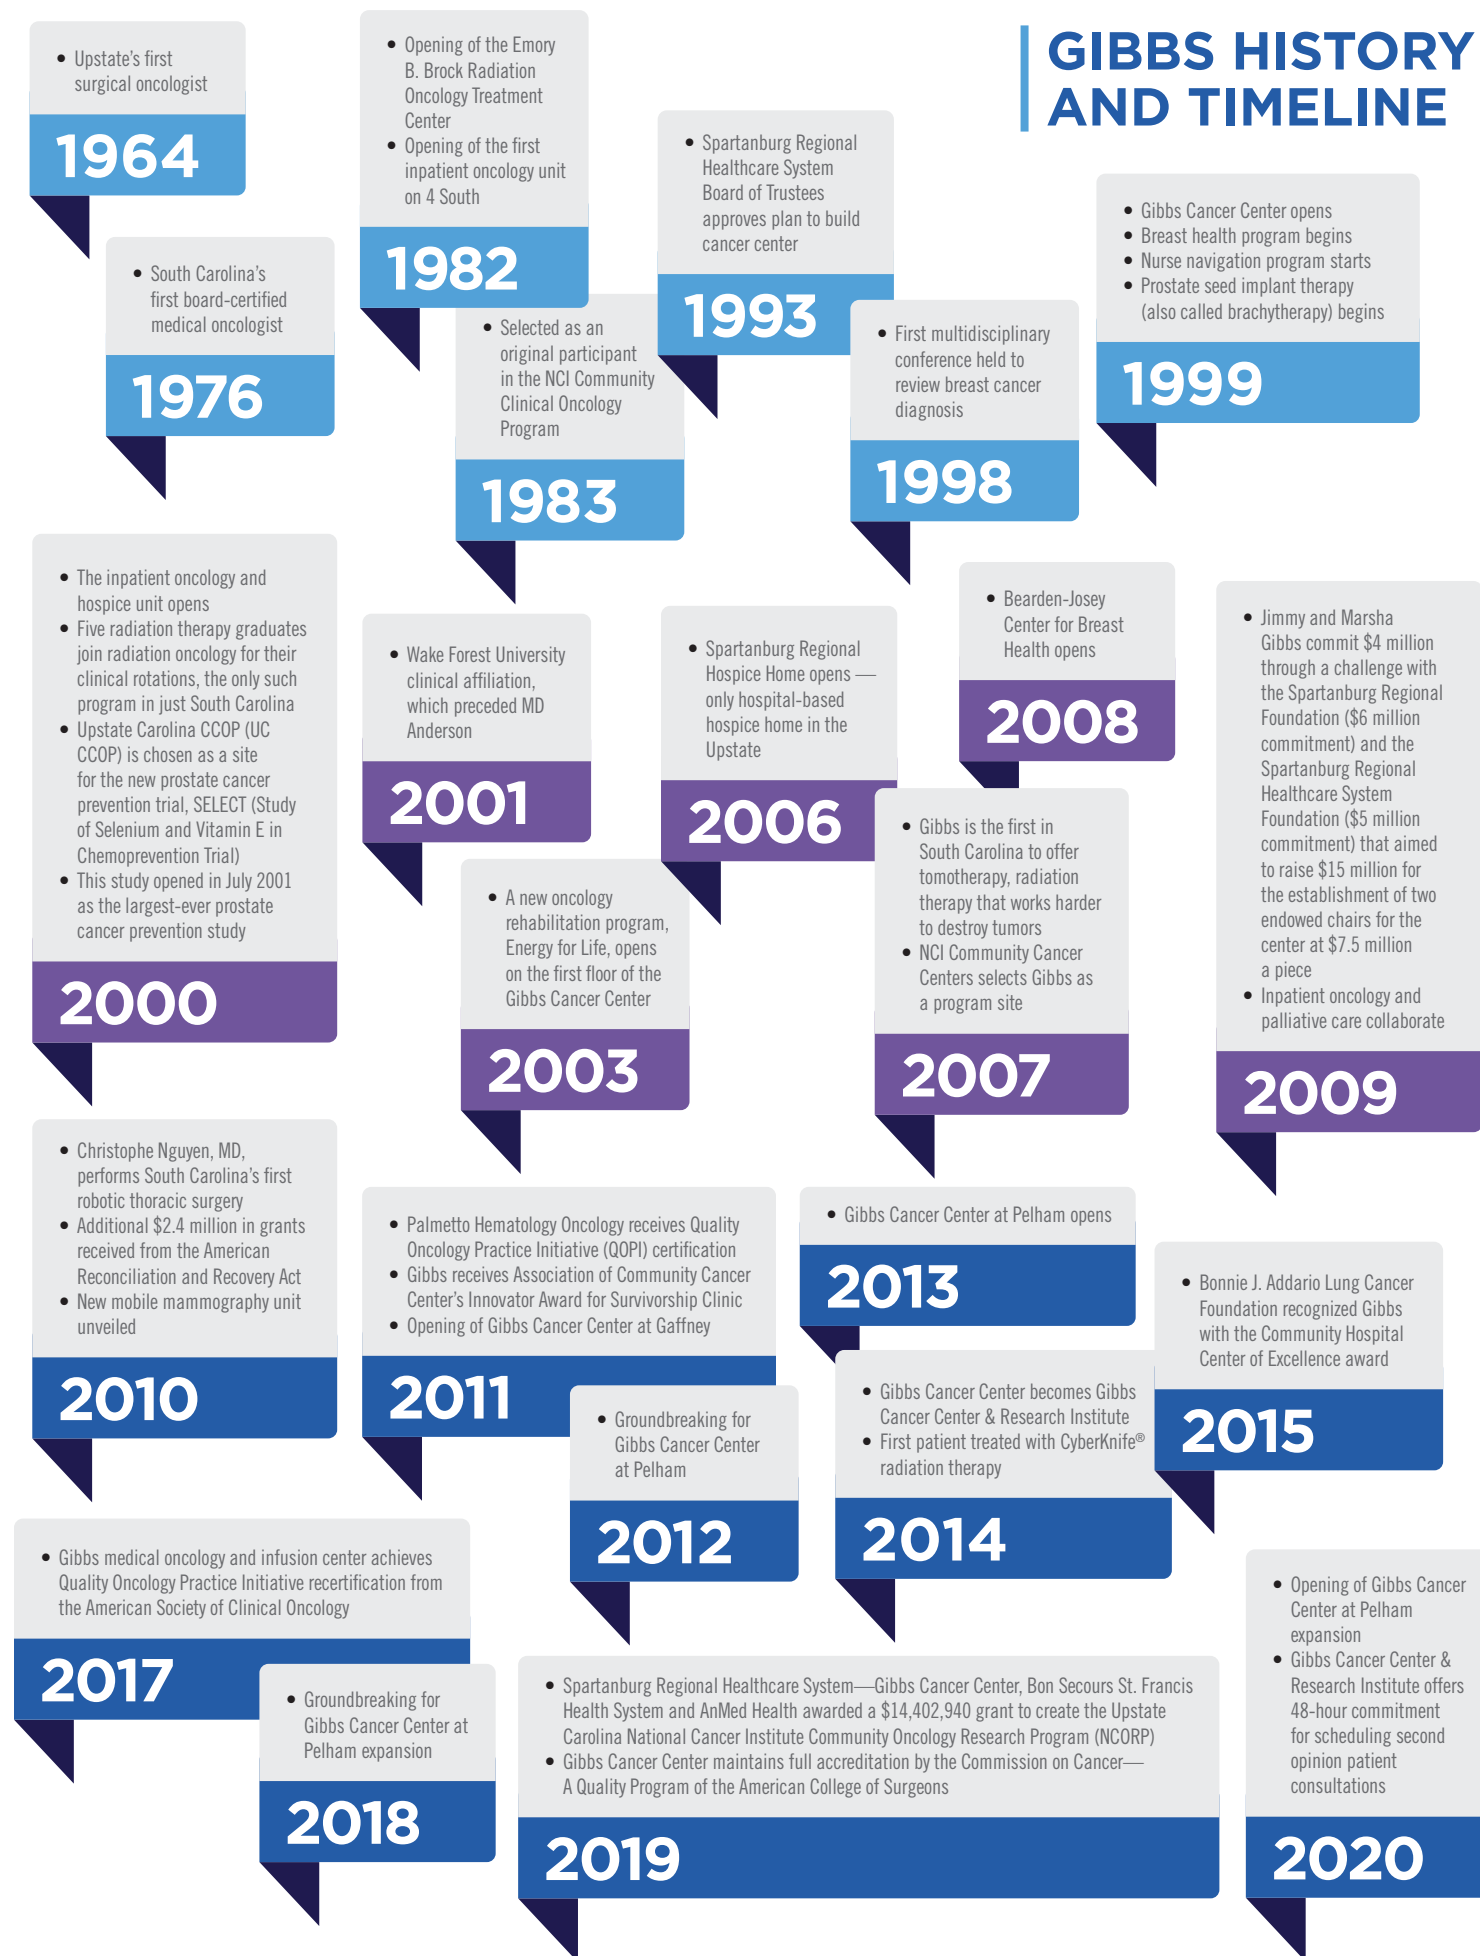 GIBBS HISTORY
AND TIMELINE
• Upstate’s first
surgical oncologist
1964
• South Carolina’s
first board-certified
medical oncologist
1976
• Opening of the Emory
B. Brock Radiation
Oncology Treatment
Center
• Opening of the first
inpatient oncology unit
on 4 South
1982
• Selected as an
original participant
in the NCI Community
Clinical Oncology
Program
1983
• Spartanburg Regional
Healthcare System
Board of Trustees
approves plan to build
cancer center
1993
• First multidisciplinary
conference held to
review breast cancer
diagnosis
1998
• Gibbs Cancer Center opens
• Breast health program begins
• Nurse navigation program starts
• Prostate seed implant therapy
(also called brachytherapy) begins
1999
• The inpatient oncology and
hospice unit opens
• Five radiation therapy graduates
join radiation oncology for their
clinical rotations, the only such
program in just South Carolina
• Upstate Carolina CCOP (UC
CCOP) is chosen as a site
for the new prostate cancer
prevention trial, SELECT (Study
of Selenium and Vitamin E in
Chemoprevention Trial)
• This study opened in July 2001
as the largest-ever prostate
cancer prevention study
2000
• Wake Forest University
clinical affiliation,
which preceded MD
Anderson
2001
• A new oncology
rehabilitation program,
Energy for Life, opens
on the first floor of the
Gibbs Cancer Center
2003
• Spartanburg Regional
Hospice Home opens —
only hospital-based
hospice home in the
Upstate
2006
• Bearden-Josey
Center for Breast
Health opens
2008
• Gibbs is the first in
South Carolina to offer
tomotherapy, radiation
therapy that works harder
to destroy tumors
• NCI Community Cancer
Centers selects Gibbs as
a program site
2007
• Jimmy and Marsha
Gibbs commit $4 million
through a challenge with
the Spartanburg Regional
Foundation ($6 million
commitment) and the
Spartanburg Regional
Healthcare System
Foundation ($5 million
commitment) that aimed
to raise $15 million for
the establishment of two
endowed chairs for the
center at $7.5 million
a piece
• Inpatient oncology and
palliative care collaborate
2009
• Christophe Nguyen, MD,
performs South Carolina’s first
robotic thoracic surgery
• Additional $2.4 million in grants
received from the American
Reconciliation and Recovery Act
• New mobile mammography unit
unveiled
2010
• Palmetto Hematology Oncology receives Quality
Oncology Practice Initiative (QOPI) certification
• Gibbs receives Association of Community Cancer
Center’s Innovator Award for Survivorship Clinic
• Opening of Gibbs Cancer Center at Gaffney
2011
• Groundbreaking for
Gibbs Cancer Center
at Pelham
2012
• Gibbs Cancer Center at Pelham opens
2013
• Gibbs Cancer Center becomes Gibbs
Cancer Center & Research Institute
• First patient treated with CyberKnife®
radiation therapy
2014
• Bonnie J. Addario Lung Cancer
Foundation recognized Gibbs
with the Community Hospital
Center of Excellence award
2015
• Gibbs medical oncology and infusion center achieves
Quality Oncology Practice Initiative recertification from
the American Society of Clinical Oncology
2017
• Groundbreaking for
Gibbs Cancer Center at
Pelham expansion
2018
• Spartanburg Regional Healthcare System—Gibbs Cancer Center, Bon Secours St. Francis
Health System and AnMed Health awarded a $14,402,940 grant to create the Upstate
Carolina National Cancer Institute Community Oncology Research Program (NCORP)
• Gibbs Cancer Center maintains full accreditation by the Commission on Cancer—
A Quality Program of the American College of Surgeons
2019
• Opening of Gibbs Cancer
Center at Pelham
expansion
• Gibbs Cancer Center &
Research Institute offers
48-hour commitment
for scheduling second
opinion patient
consultations
2020